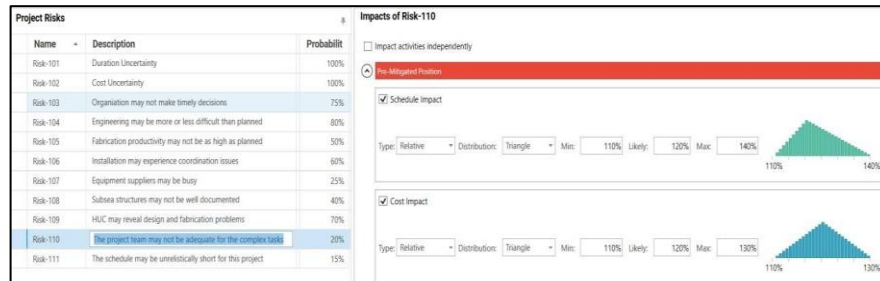 Project Risks
Name Description Probabilit
Risk-101 Duration Uncertainty 100%
Risk-102 Cost Uncertainty 100%
Risk-103 Organiation may not make timely decisions 75%
Risk-104 Engineering may be more or less difficult than planned 80%
Risk-105 Fabrication productivity may not be as high as planned 50%
Risk-106 Installation may experience coordination issues 60%
Risk-107 Equipment suppliers may be busy 25%
Risk-108 Subsea structures may not be well documented 40%
Risk-109 HUC may reveal design and fabrication problems 70%
Risk-110 The project team may not be adequate for the complex tasks 20%
Risk-111 The schedule may be unrelistically short for this project 15%
Impacts of Risk-110
Impact activities independently
Pre-Mitigated Position
Schedule Impact
Type: Relative Distribution: Triangle Min: 110% Likely: 120% Max: 140%
110% 140%
Cost Impact
Type: Relative Distribution: Triangle Min: 110% Likely: 120% Max: 130%
110% 130%